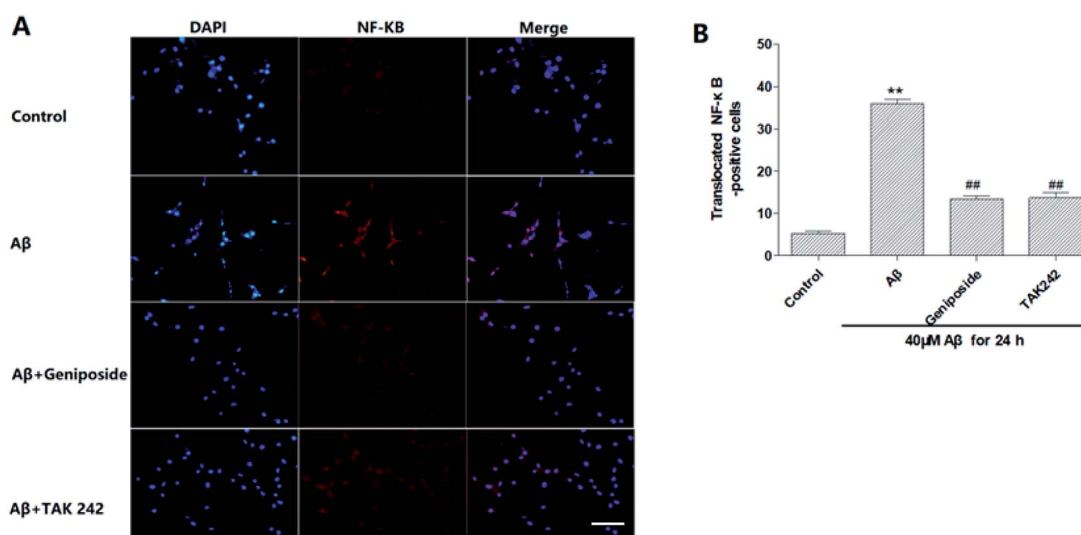 A
DAPI NF-KB Merge
Control
Aβ
Aβ+Geniposide
Aβ+TAK 242
B
Translocated NF-κ B
-positive cells
50
40
30
20
10
0
**
##
##
Control Aβ Geniposide TAK242
40μM Aβ for 24 h